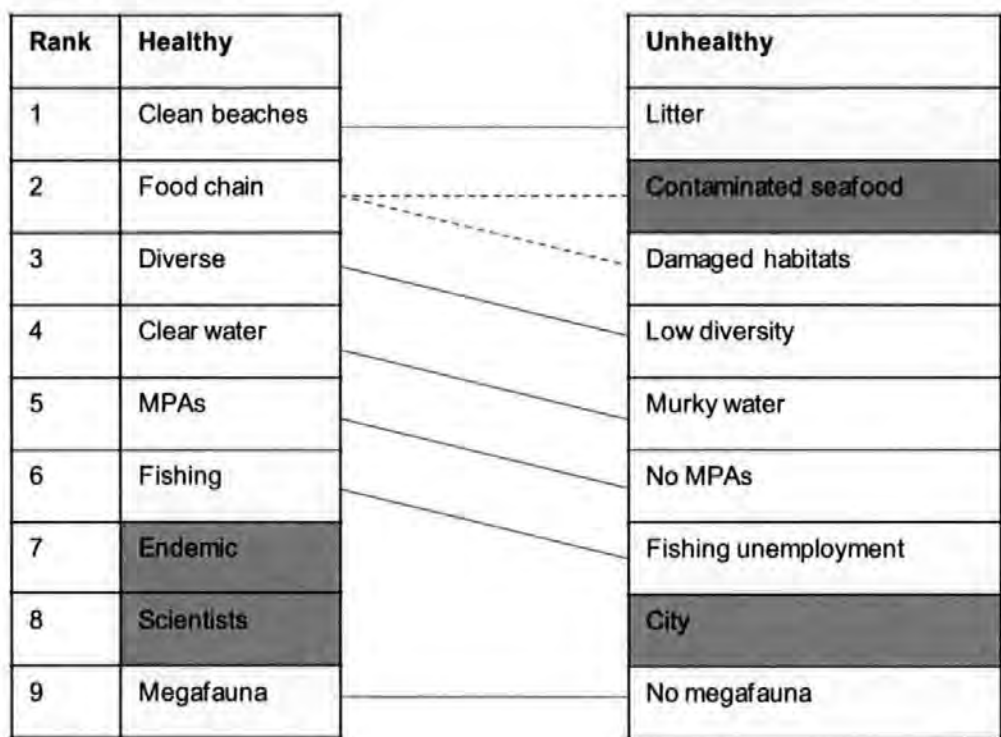 Rank Healthy Unhealthy
1 Clean beaches Litter
2 Food chain Contaminated seafood
3 Diverse Damaged habitats
4 Clear water Low diversity
5 MPAs Murky water
6 Fishing No MPAs
7 Endemic Fishing unemployment
8 Scientists City
9 Megafauna No megafauna